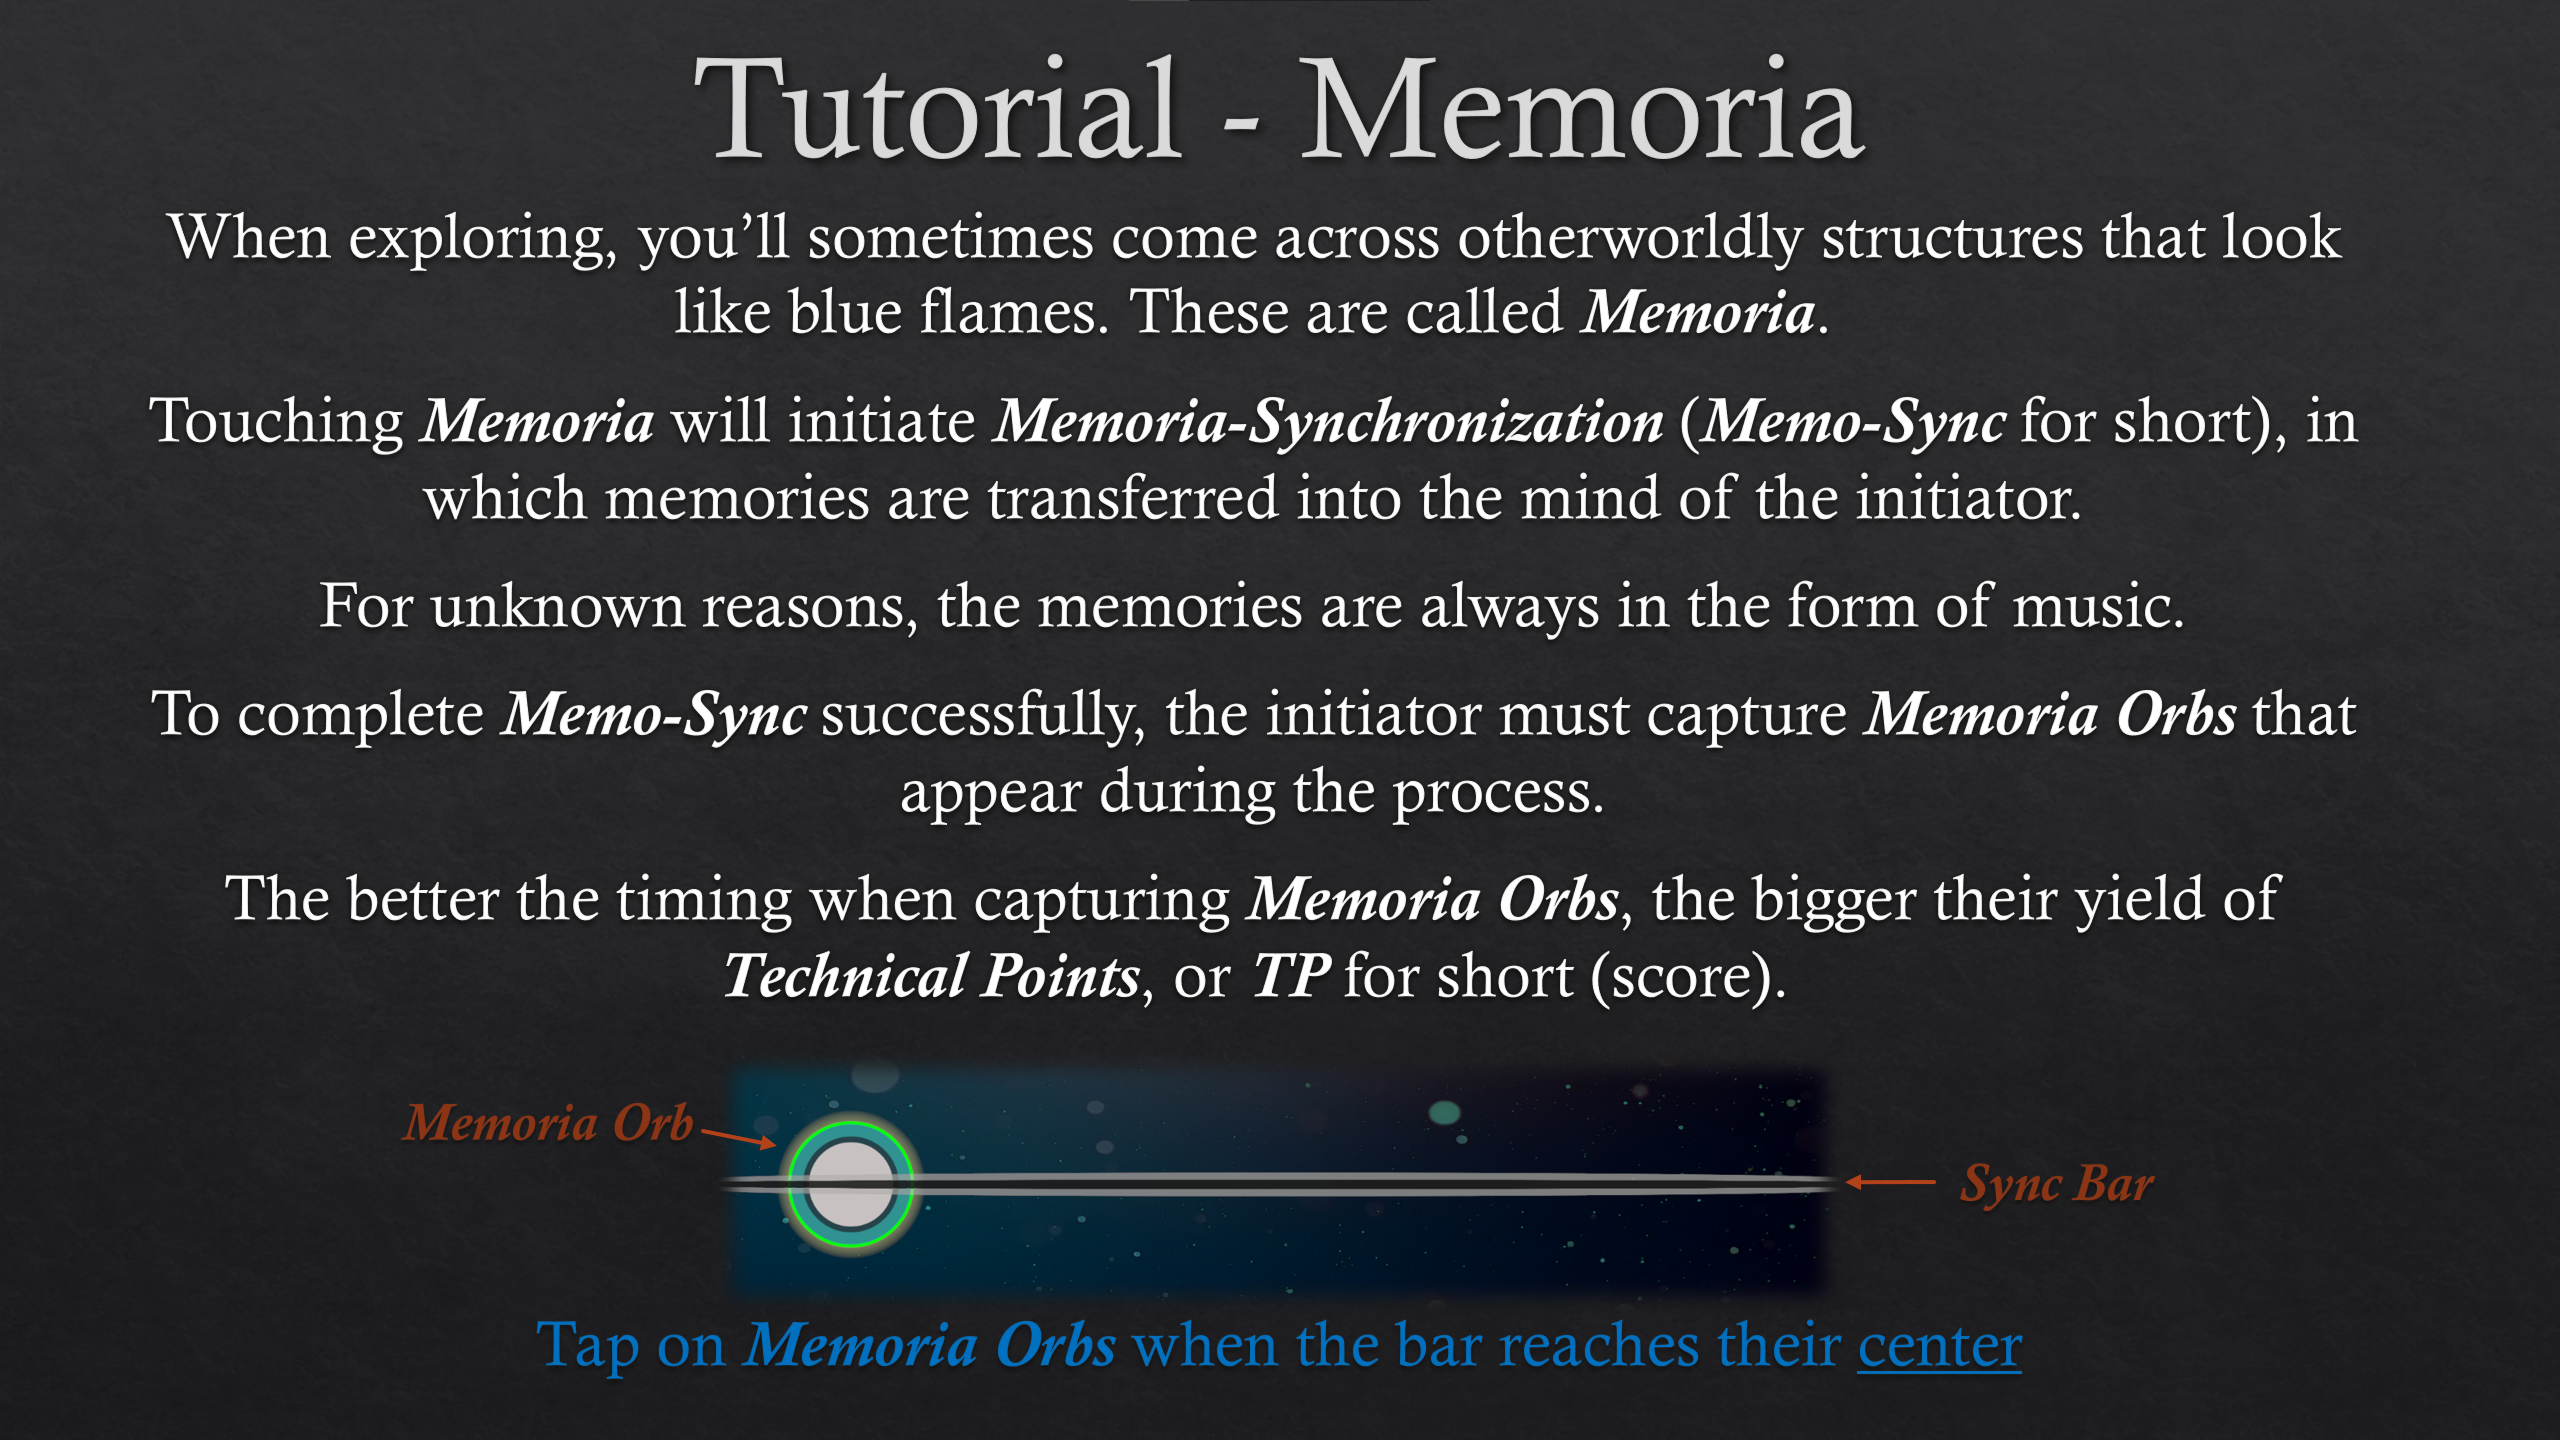 Tutorial - Memoria
When exploring, you’ll sometimes come across otherworldly structures that look
like blue flames. These are called Memoria.
Touching Memoria will initiate Memoria-Synchronization (Memo-Sync for short), in
which memories are transferred into the mind of the initiator.
For unknown reasons, the memories are always in the form of music.
To complete Memo-Sync successfully, the initiator must capture Memoria Orbs that
appear during the process.
The better the timing when capturing Memoria Orbs, the bigger their yield of
Technical Points, or TP for short (score).
Memoria Orb
Sync Bar
Tap on Memoria Orbs when the bar reaches their center